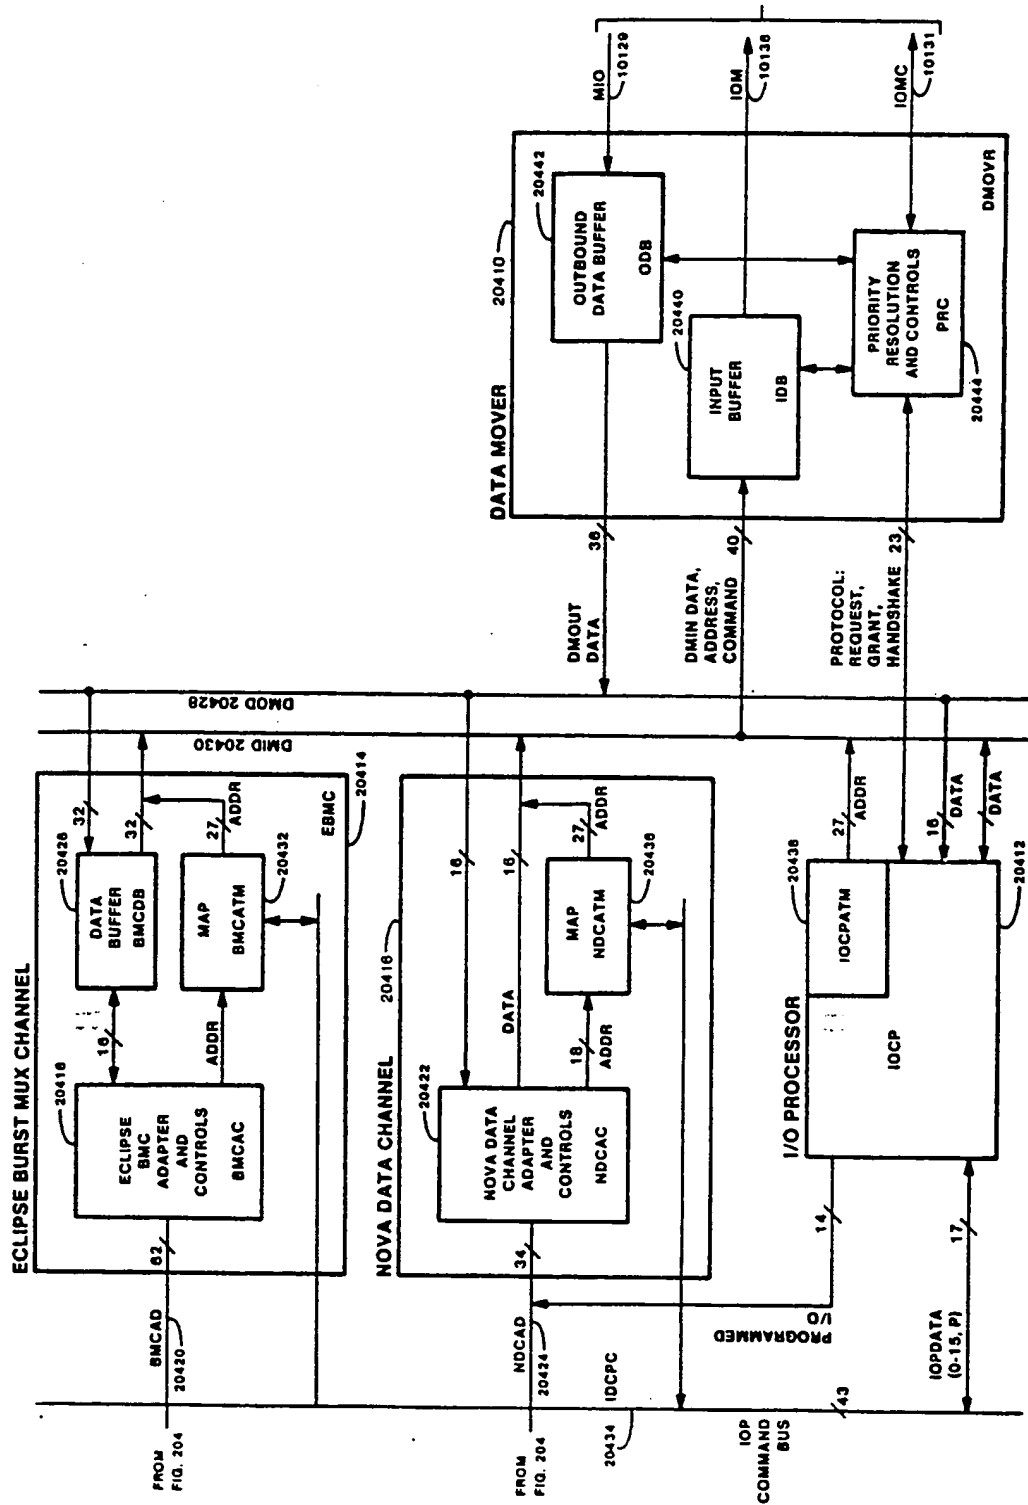 ECLIPSE BURST MUX CHANNEL
FROM
FIG. 204
BMCAD
20420
62
20418
ECLIPSE
BMC
ADAPTER
AND
CONTROLS
BMCAC
16
ADDR
20426
DATA
BUFFER
BMCDB
MAP
BMCATM
20432
32
32
27
ADDR
EBMC
20414
DMID 20430
DMOD 20428
NOVA DATA CHANNEL
20416
FROM
FIG. 204
NDCAD
20424
34
20422
NOVA DATA
CHANNEL
ADAPTER
AND
CONTROLS
NDCAC
DATA
18
ADDR
MAP
NDCATM
20436
16
16
27
ADDR
IDCPC
20434
IOP
COMMAND
BUS
43
PROGRAMMED
I/O
14
IOPDATA
(0-15, P)
17
I/O PROCESSOR
IOCP
IOCPATM
20438
20412
27
ADDR
16
DATA
DATA
DMOUT
DATA
36
DMIN DATA,
ADDRESS,
COMMAND
40
PROTOCOL:
REQUEST,
GRANT,
HANDSHAKE
23
DATA MOVER
20410
OUTBOUND
DATA BUFFER
ODB
20442
20440
INPUT
BUFFER
IDB
PRIORITY
RESOLUTION
AND CONTROLS
PRC
20444
DMOVR
MIO
10129
IOM
10136
IOMC
10131